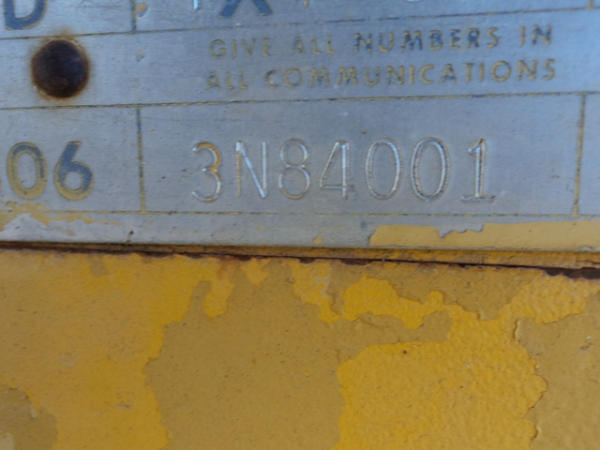 GIVE ALL NUMBERS IN
ALL COMMUNICATIONS
06 3N84001